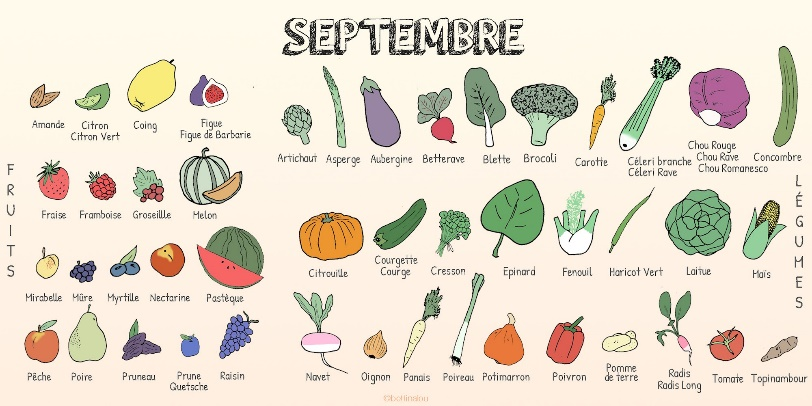 SEPTEMBRE
FRUITS
Amande
Citron
Citron Vert
Coing
Figue
Figue de Barbarie
Fraise
Framboise
Groseillle
Melon
Mirabelle
Mûre
Myrtille
Nectarine
Pastèque
Pêche
Poire
Pruneau
Prune
Quetsche
Raisin
LÉGUMES
Artichaut
Asperge
Aubergine
Betterave
Blette
Brocoli
Carotte
Céleri branche
Céleri Rave
Chou Rouge
Chou Rave
Chou Romanesco
Concombre
Citrouille
Courgette
Courge
Cresson
Epinard
Fenouil
Haricot Vert
Laitue
Maïs
Navet
Oignon
Panais
Poireau
Potimarron
Poivron
Pomme
de Terre
Radis
Radis Long
Tomate
Topinambour